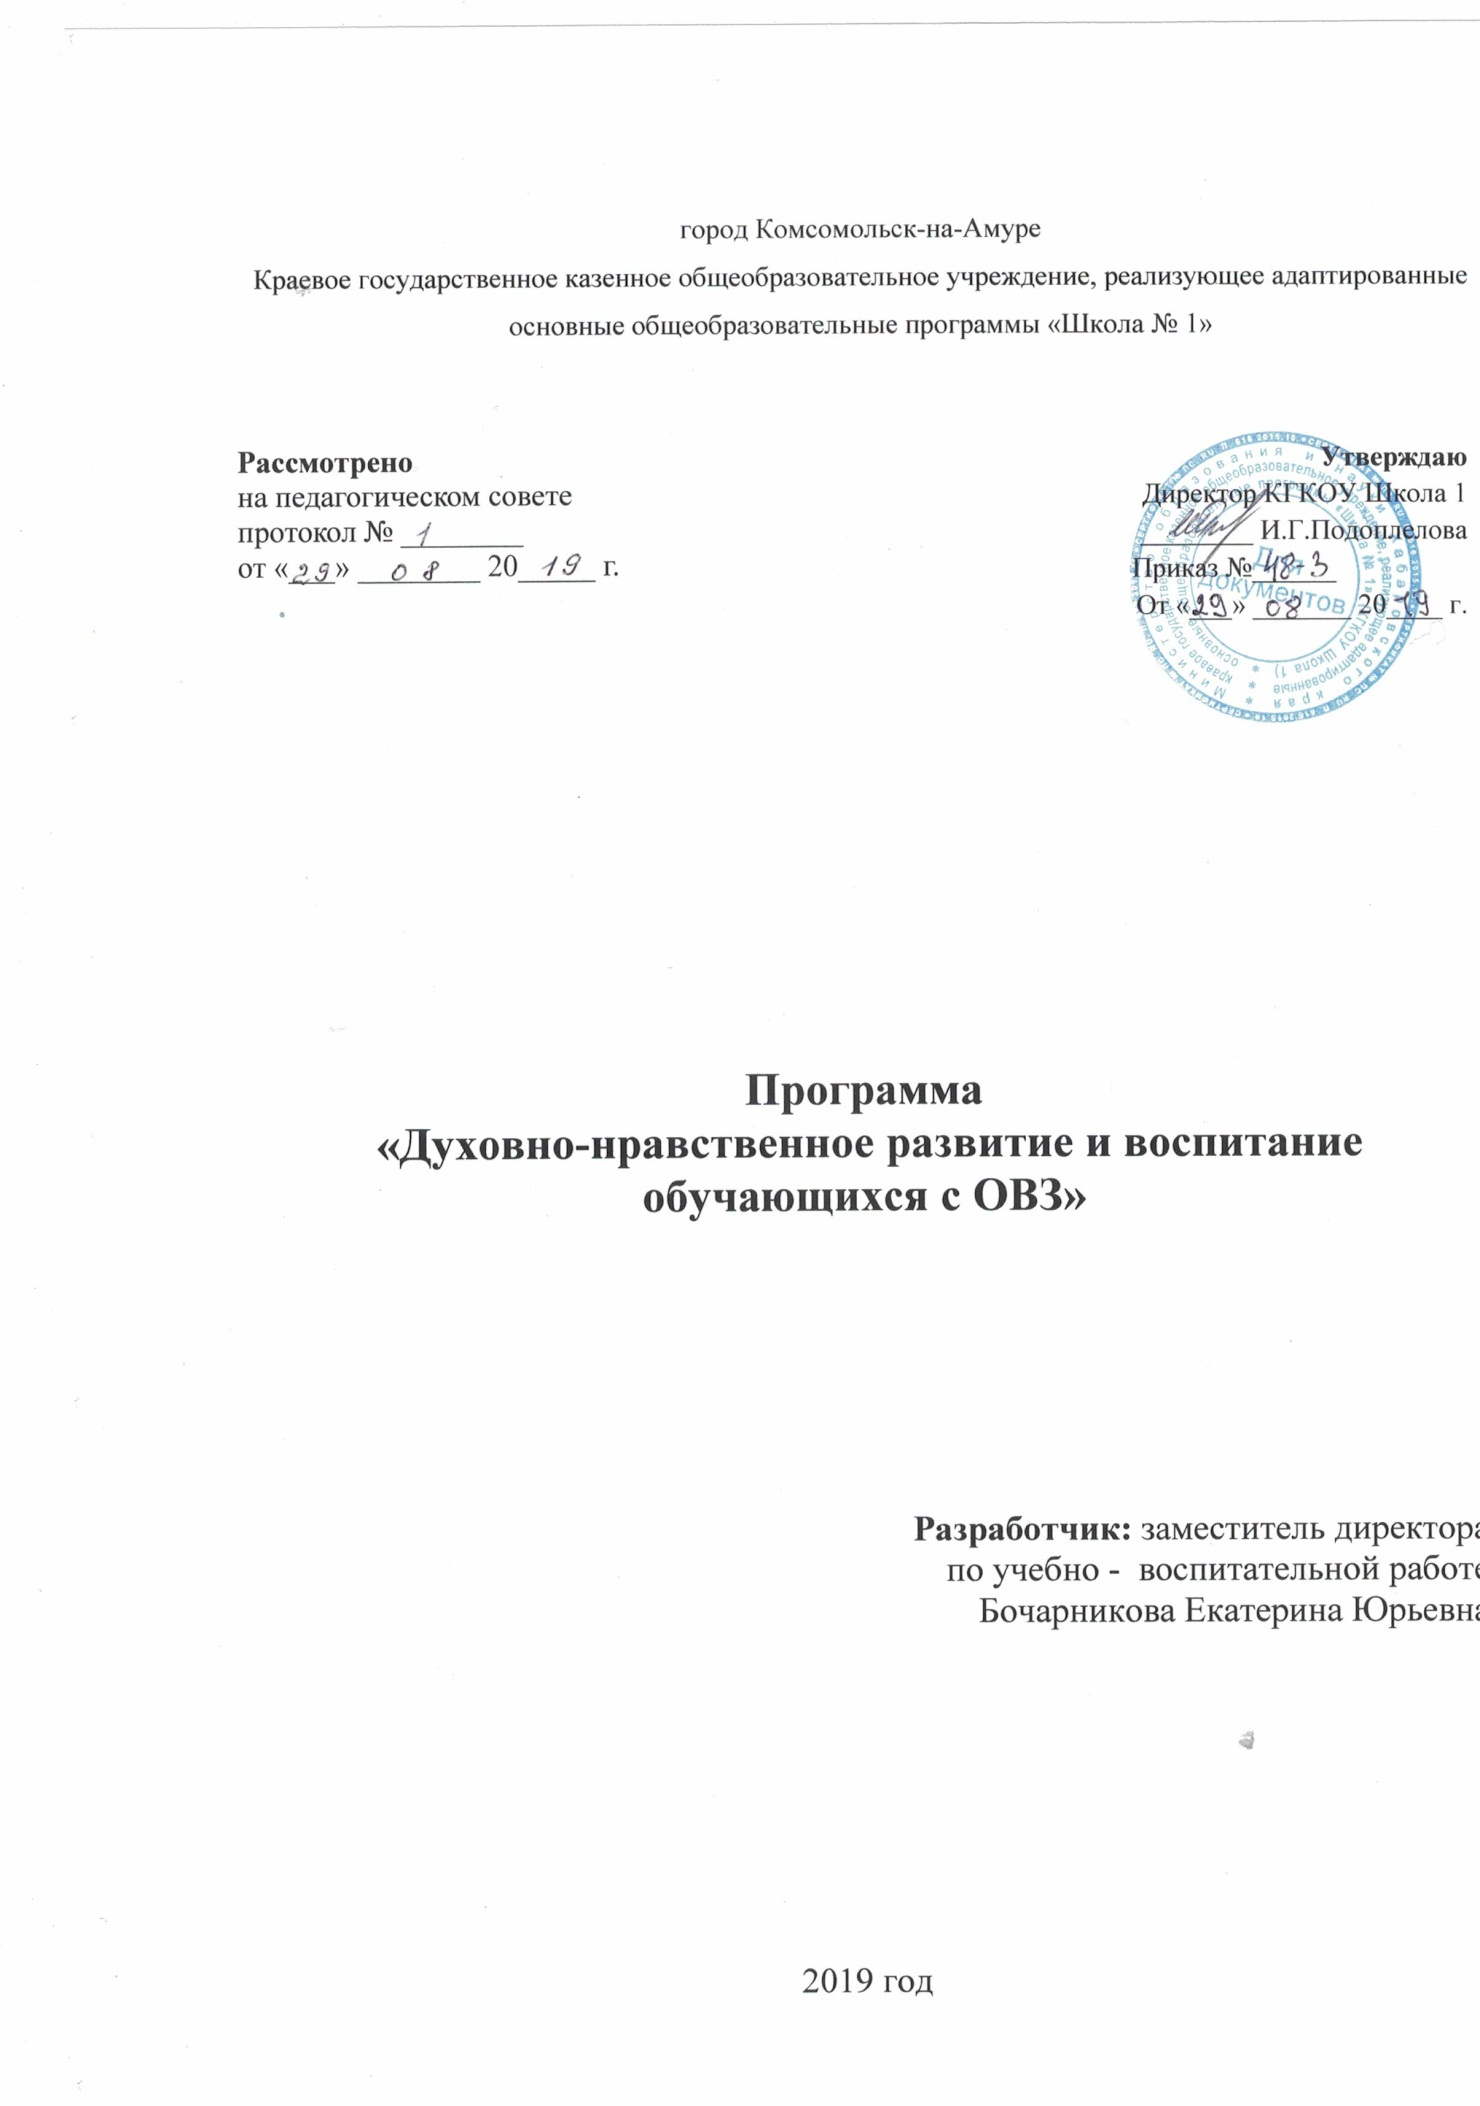 город Комсомольск-на-Амуре
Краевое государственное казенное общеобразовательное учреждение, реализующее адаптированные
основные общеобразовательные программы «Школа № 1»
Рассмотрено
на педагогическом совете
протокол № 1
от «29» 08 2019 г.
Утверждаю
Директор КГКОУ Школа 1
И.Г.Подоплелова
Приказ № 48-3
От «29» 08 2019 г.
Для
документов
Программа
«Духовно-нравственное развитие и воспитание
обучающихся с ОВЗ»
Разработчик: заместитель директора
по учебно - воспитательной работе
Бочарникова Екатерина Юрьевна
2019 год